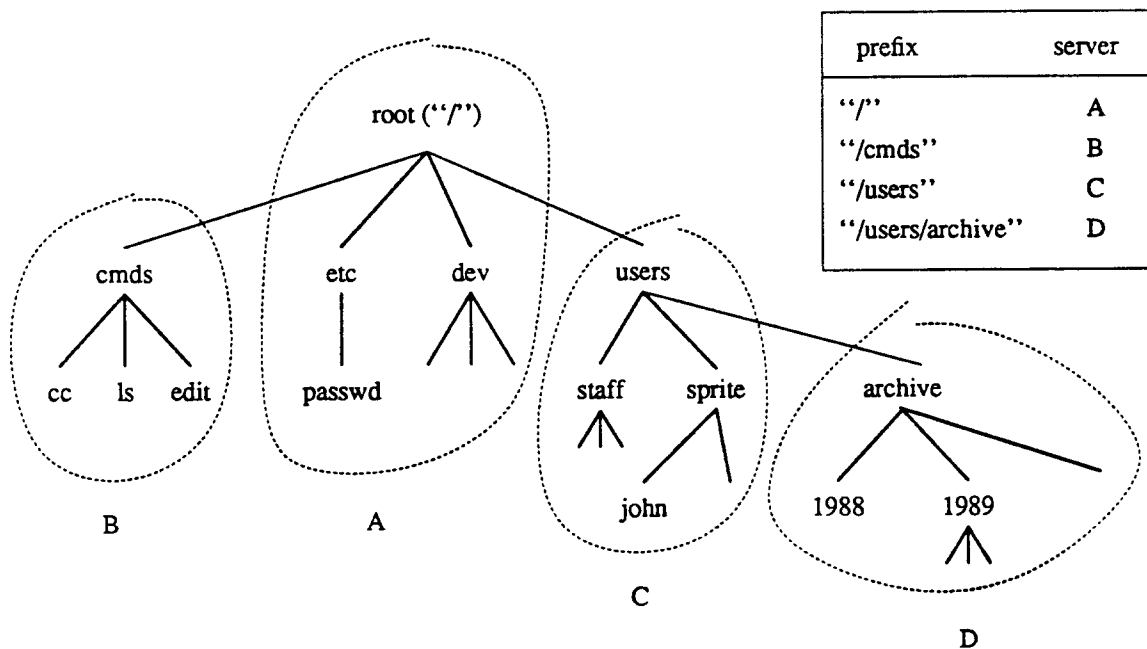 prefix server
“/” A
“/cmds” B
“/users” C
“/users/archive” D
root (“/”)
cmds etc dev users
cc ls edit passwd staff sprite archive
john 1988 1989
B A
C
D